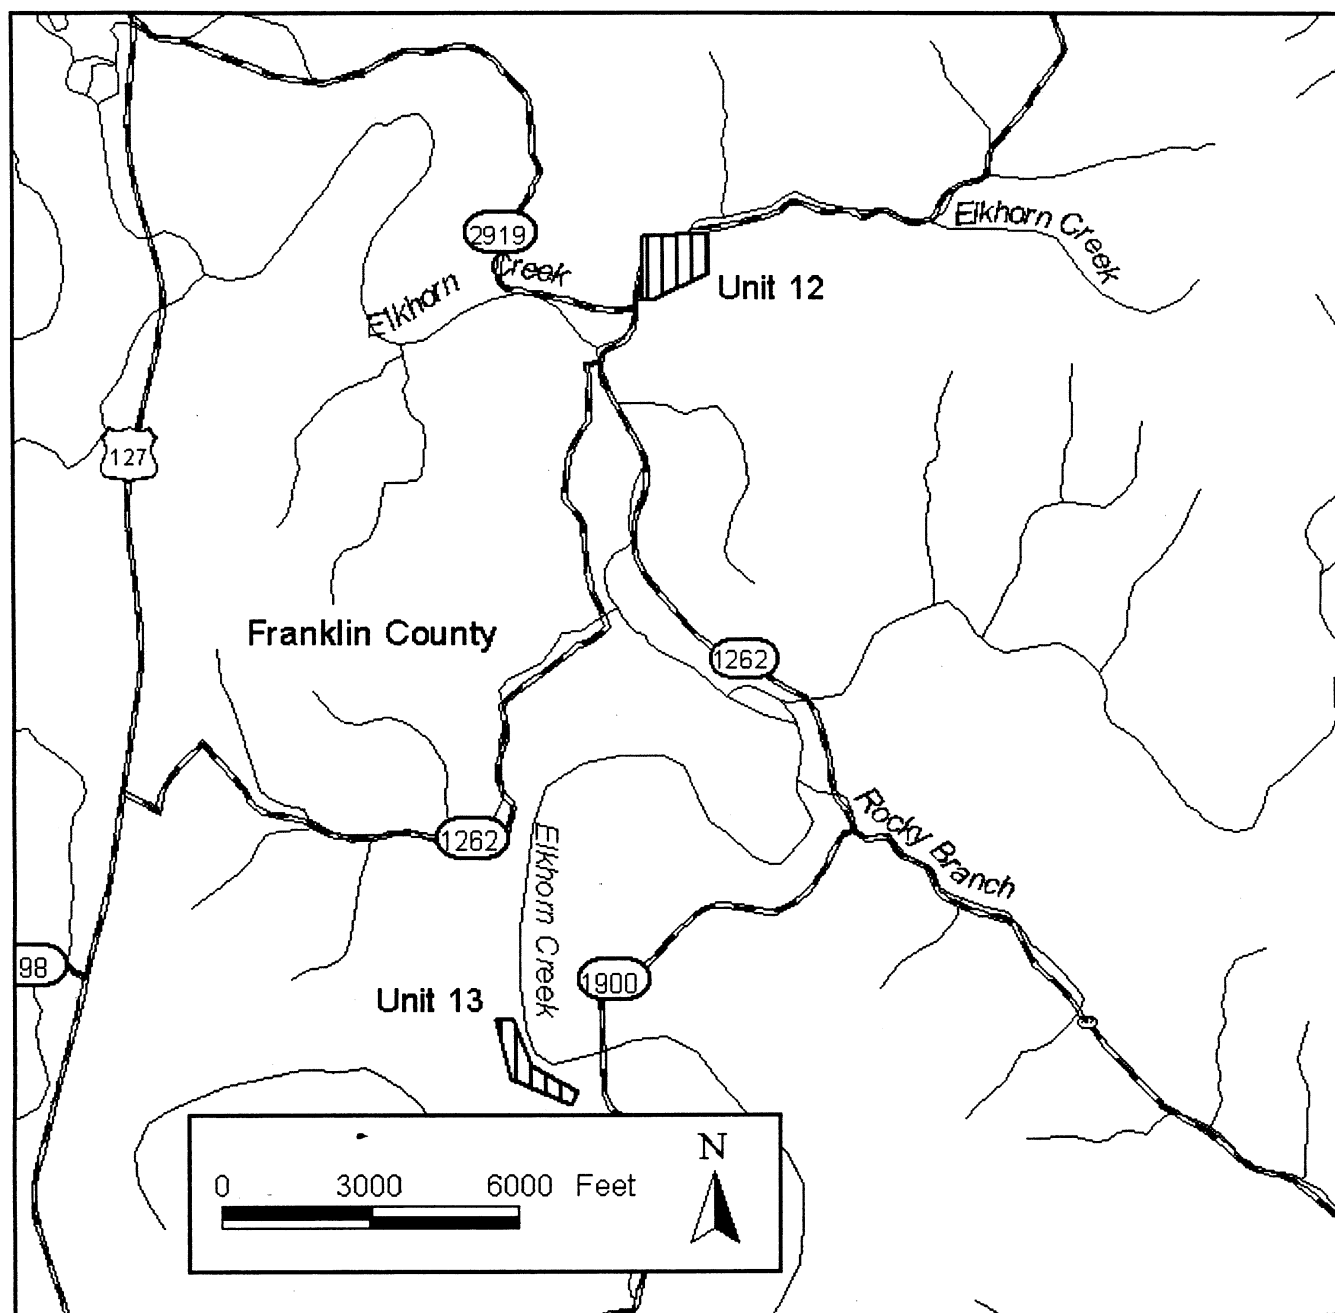 Elkhorn Creek
2919
Elkhorn Creek
Unit 12
127
Franklin County
1262
Rocky Branch
1262
Elkhorn Creek
98
1900
Unit 13
N
0 3000 6000 Feet